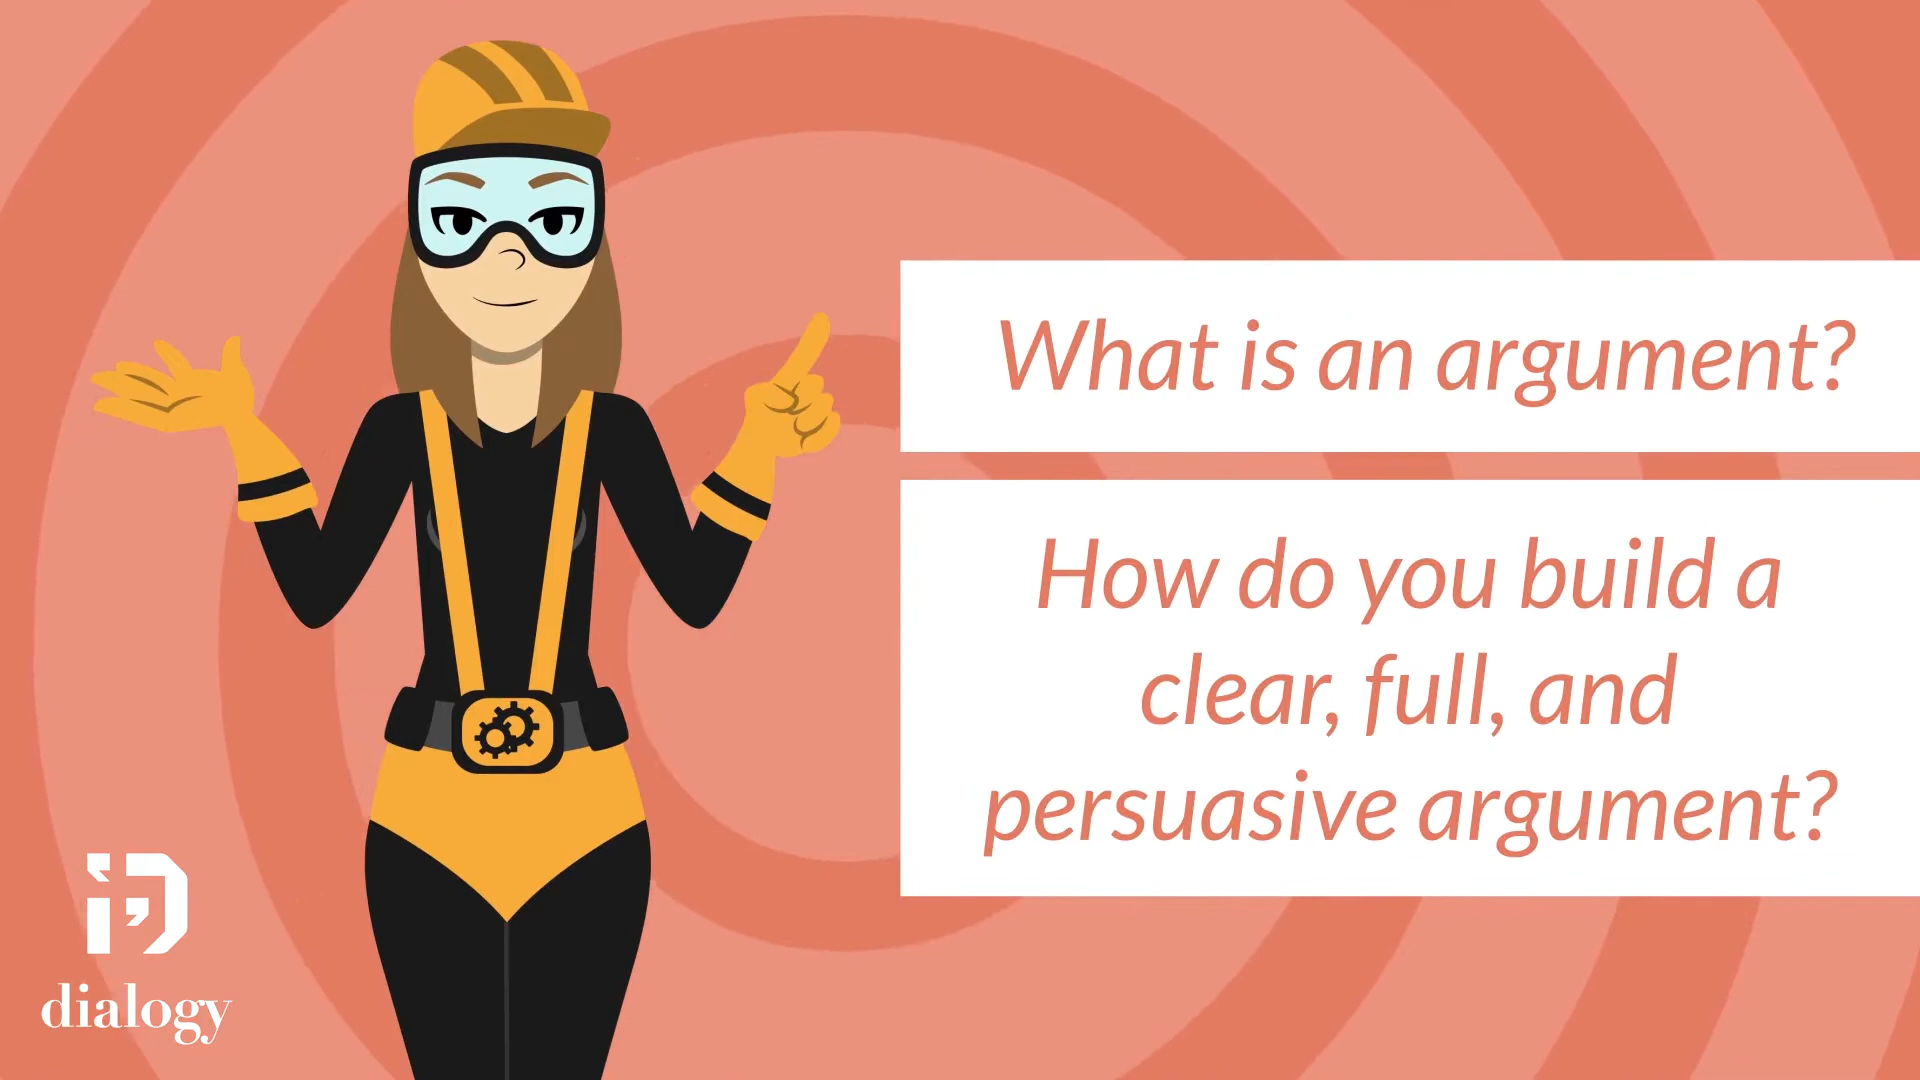 What is an argument?
How do you build a
clear, full, and
persuasive argument?
dialogy